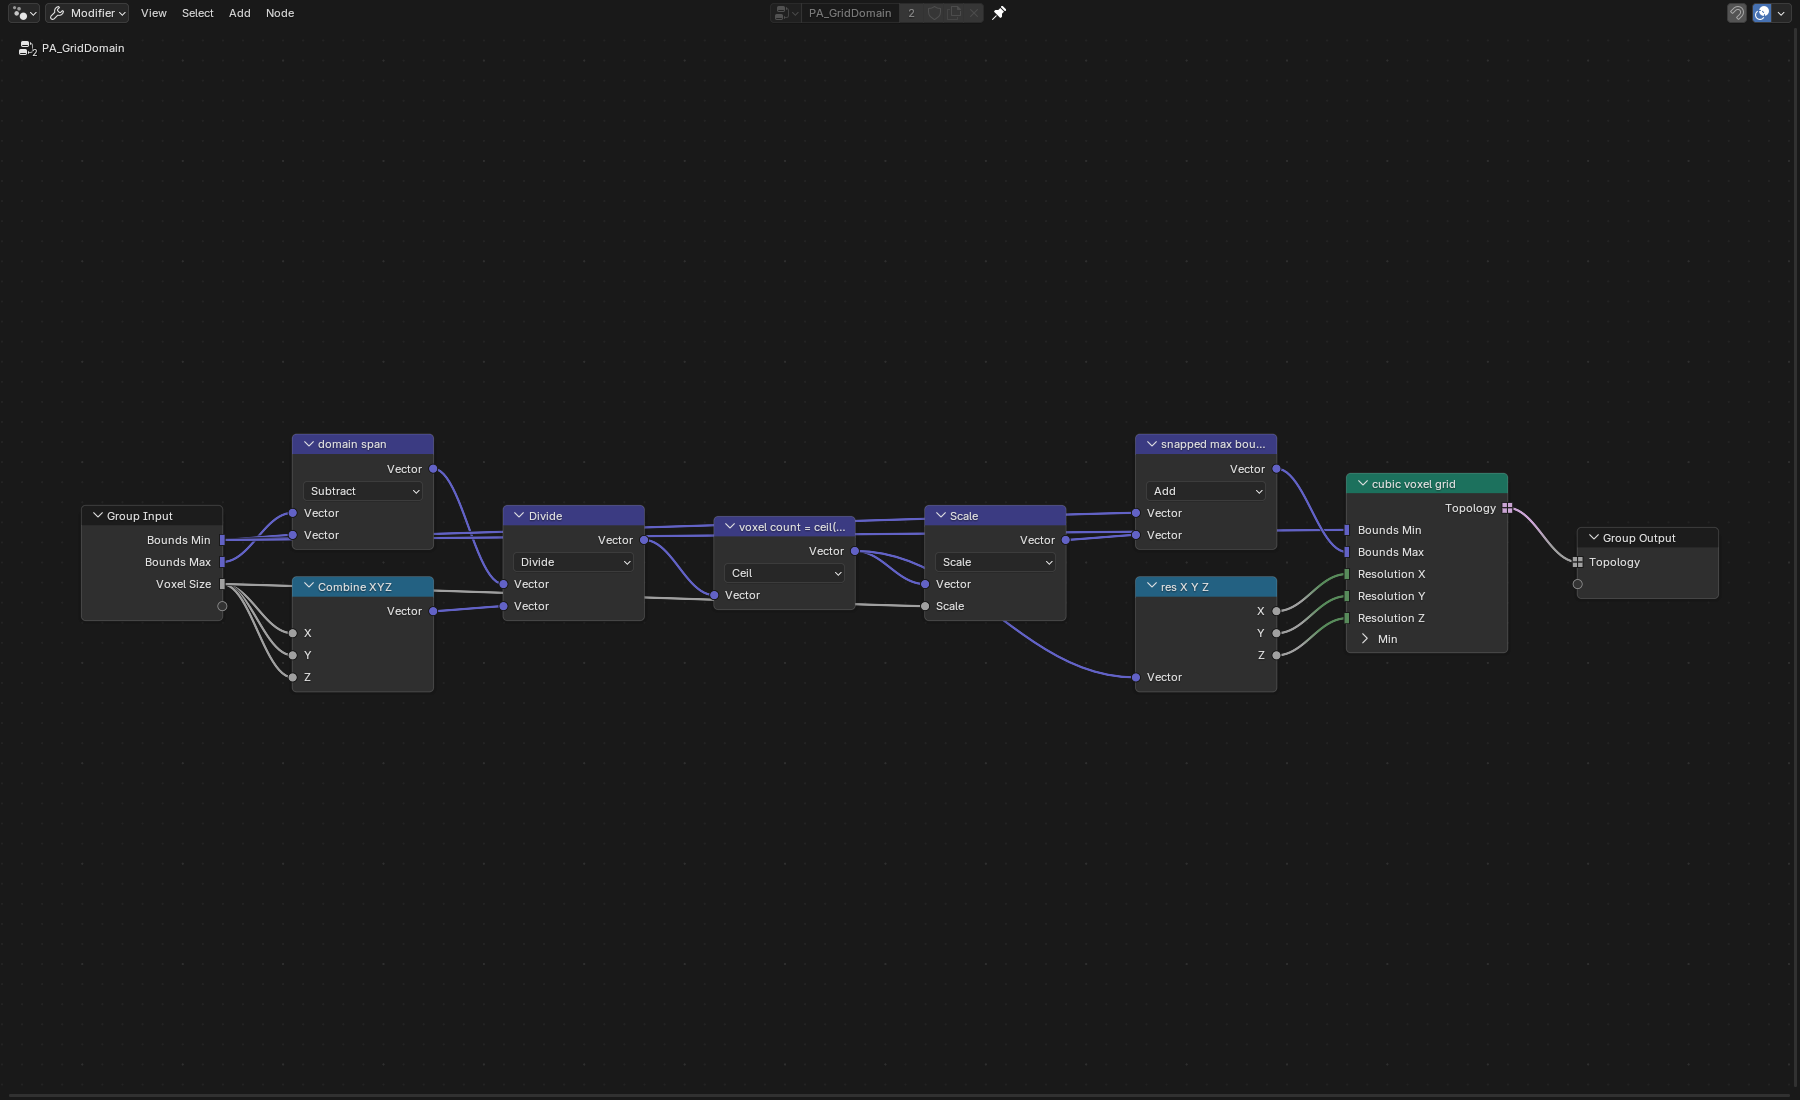 Modifier
View
Select
Add
Node
PA_GridDomain
2
2 PA_GridDomain
Group Input
Bounds Min
Bounds Max
Voxel Size
domain span
Vector
Subtract
Vector
Vector
Combine XYZ
Vector
X
Y
Z
Divide
Vector
Divide
Vector
Vector
voxel count = ceil(...
Vector
Ceil
Vector
Scale
Vector
Scale
Vector
Scale
snapped max bou...
Vector
Add
Vector
Vector
res X Y Z
X
Y
Z
Vector
cubic voxel grid
Topology
Bounds Min
Bounds Max
Resolution X
Resolution Y
Resolution Z
Min
Group Output
Topology